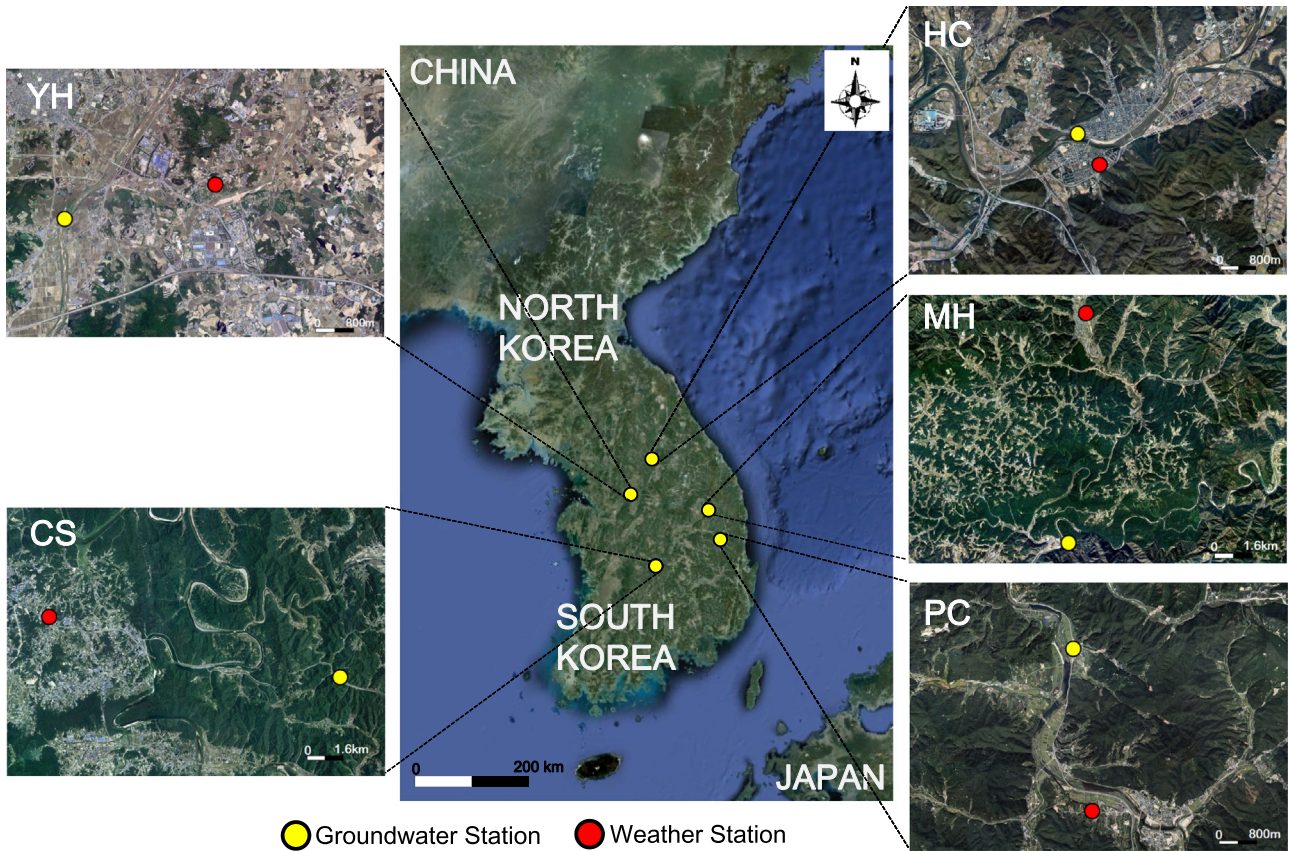 YH
0 800m
CS
0 1.6km
CHINA
N
NORTH
KOREA
SOUTH
KOREA
0 200 km
JAPAN
HC
0 800m
MH
0 1.6km
PC
0 800m
Groundwater Station
Weather Station